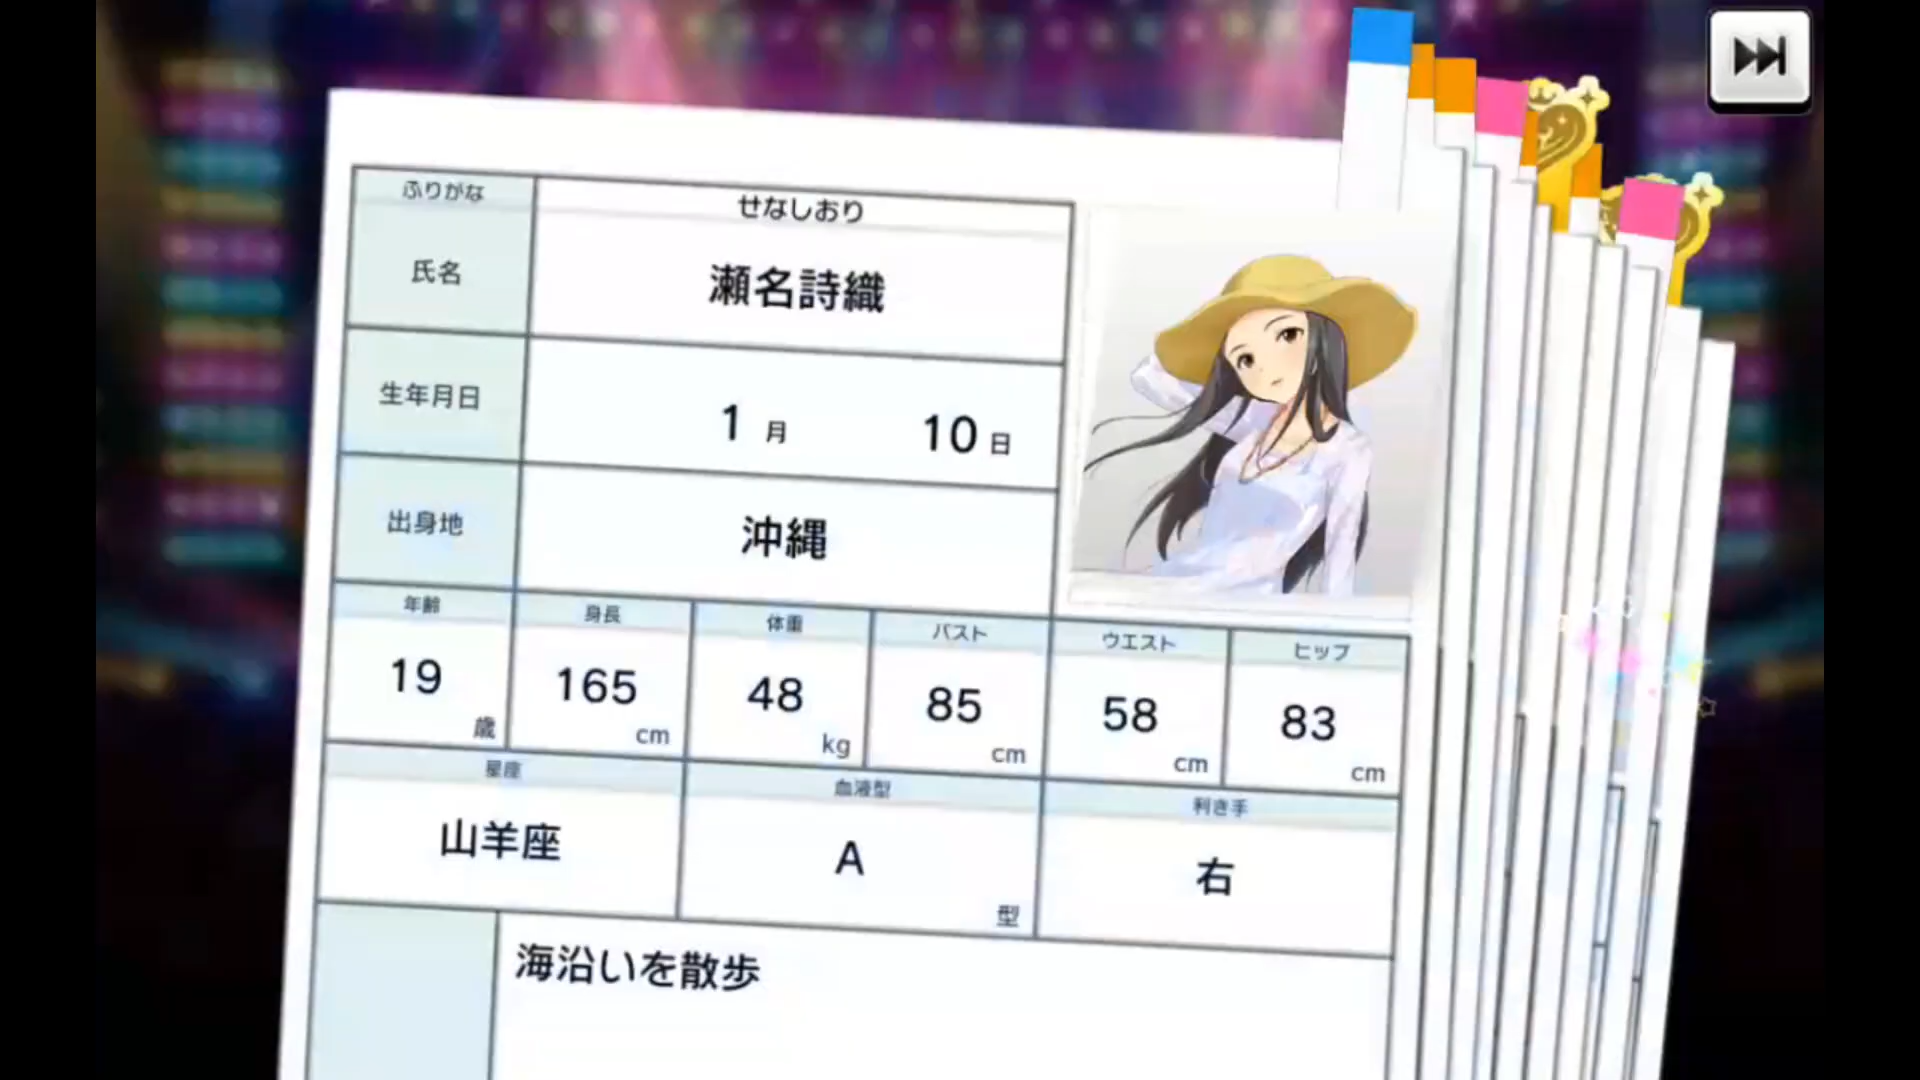 ふりがな
せなしおり
氏名
瀬名詩織
生年月日
1 月 10 日
出身地
沖縄
年齢 身長 体重 バスト ウエスト ヒップ
19 歳 165 cm 48 kg 85 cm 58 cm 83 cm
星座 血液型 利き手
山羊座 A 型 右
海沿いを散歩